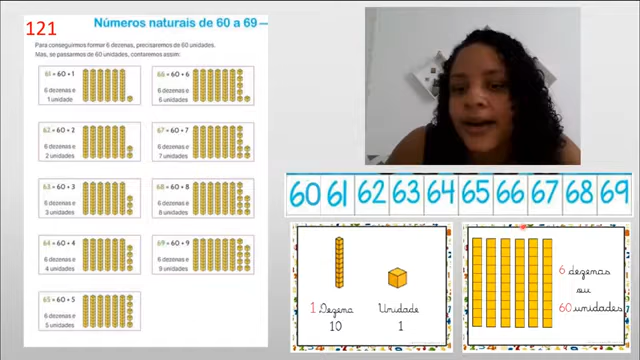 121
Números naturais de 60 a 69
Para conseguirmos formar 6 dezenas, precisaremos de 60 unidades.
Mas, se passarmos de 60 unidades, contaremos assim:
61 = 60 + 1
6 dezenas e
1 unidade
66 = 60 + 6
6 dezenas e
6 unidades
62 = 60 + 2
6 dezenas e
2 unidades
67 = 60 + 7
6 dezenas e
7 unidades
63 = 60 + 3
6 dezenas e
3 unidades
68 = 60 + 8
6 dezenas e
8 unidades
64 = 60 + 4
6 dezenas e
4 unidades
69 = 60 + 9
6 dezenas e
9 unidades
65 = 60 + 5
6 dezenas e
5 unidades
60 61 62 63 64 65 66 67 68 69
1 Dezena
10
Unidade
1
6 dezenas
ou
60 unidades